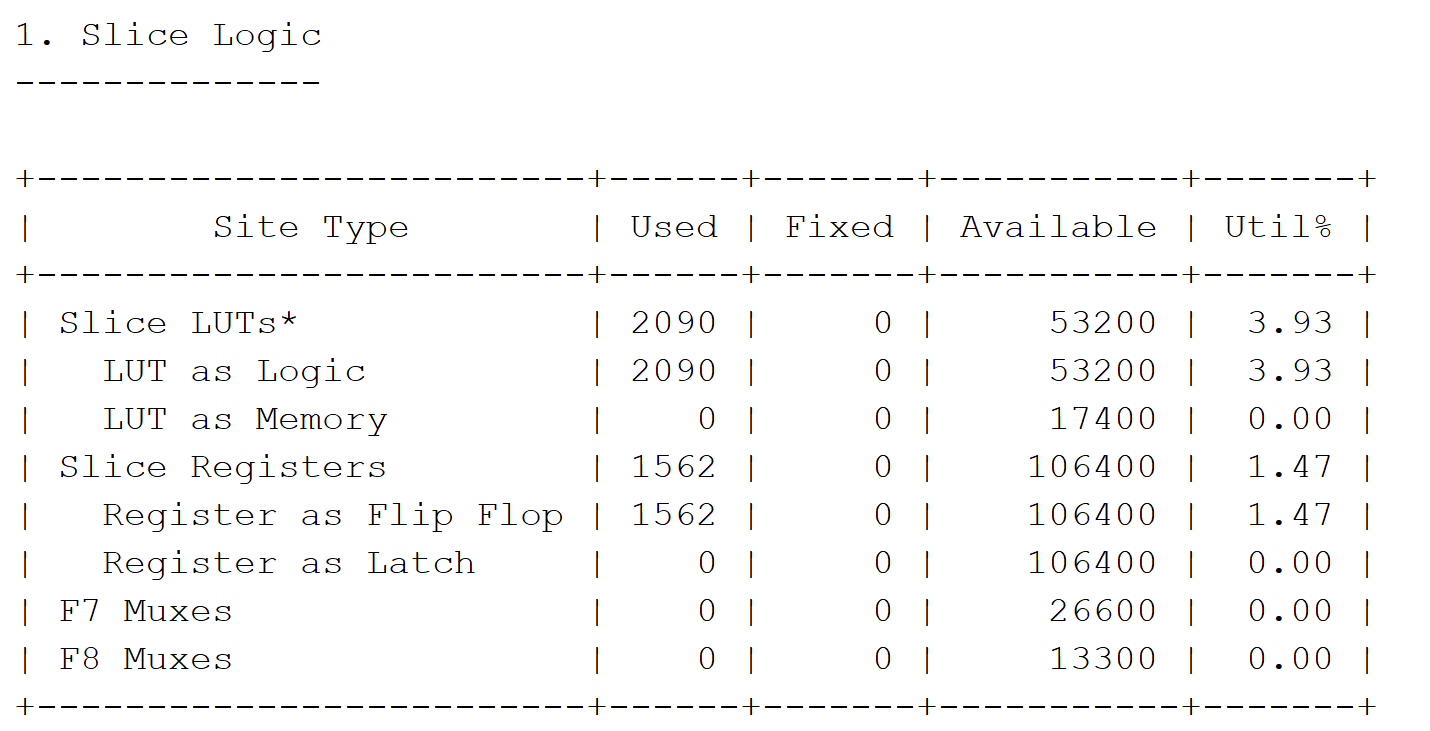 1. Slice Logic
--------------
+-------------------------+------+-------+-----------+-------+
|        Site Type        | Used | Fixed | Available | Util% |
+-------------------------+------+-------+-----------+-------+
| Slice LUTs*             | 2090 |     0 |     53200 |  3.93 |
|   LUT as Logic          | 2090 |     0 |     53200 |  3.93 |
|   LUT as Memory         |    0 |     0 |     17400 |  0.00 |
| Slice Registers         | 1562 |     0 |    106400 |  1.47 |
|   Register as Flip Flop | 1562 |     0 |    106400 |  1.47 |
|   Register as Latch     |    0 |     0 |    106400 |  0.00 |
| F7 Muxes                |    0 |     0 |     26600 |  0.00 |
| F8 Muxes                |    0 |     0 |     13300 |  0.00 |
+-------------------------+------+-------+-----------+-------+